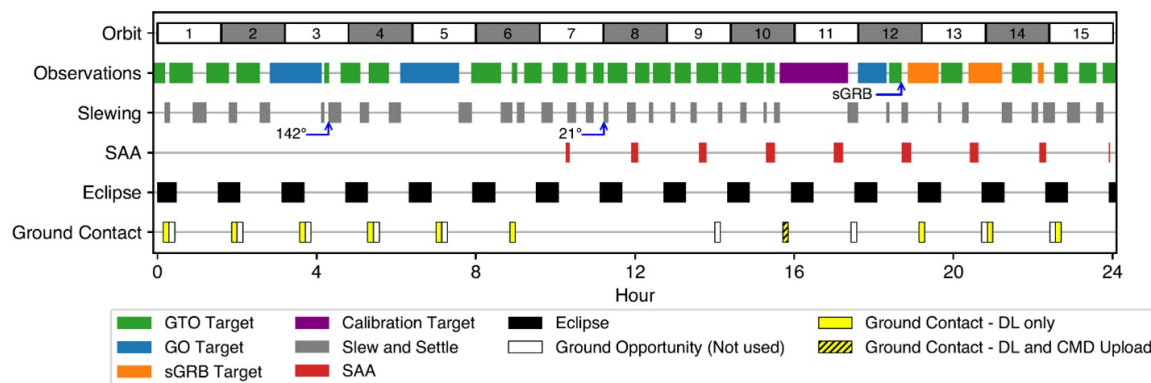 Orbit 1 2 3 4 5 6 7 8 9 10 11 12 13 14 15
Observations
sGRB
Slewing
142° 21°
SAA
Eclipse
Ground Contact
0 4 8 12 16 20 24
Hour
GTO Target Calibration Target Eclipse Ground Contact - DL only
GO Target Slew and Settle Ground Opportunity (Not used) Ground Contact - DL and CMD Upload
sGRB Target SAA